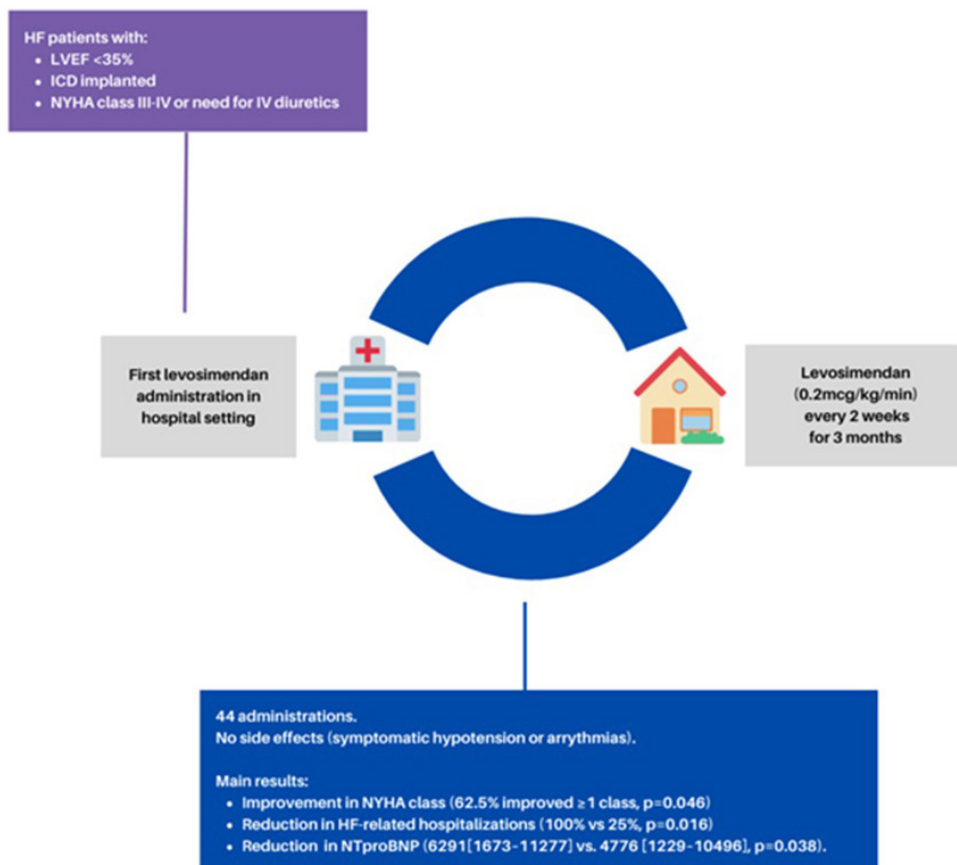 HF patients with:
• LVEF <35%
• ICD implanted
• NYHA class III-IV or need for IV diuretics
First levosimendan
administration in
hospital setting
Levosimendan
(0.2mcg/kg/min)
every 2 weeks
for 3 months
44 administrations.
No side effects (symptomatic hypotension or arrythmias).
Main results:
• Improvement in NYHA class (62.5% improved ≥1 class, p=0.046)
• Reduction in HF-related hospitalizations (100% vs 25%, p=0.016)
• Reduction in NTproBNP (6291[1673-11277] vs. 4776 [1229-10496], p=0.038).